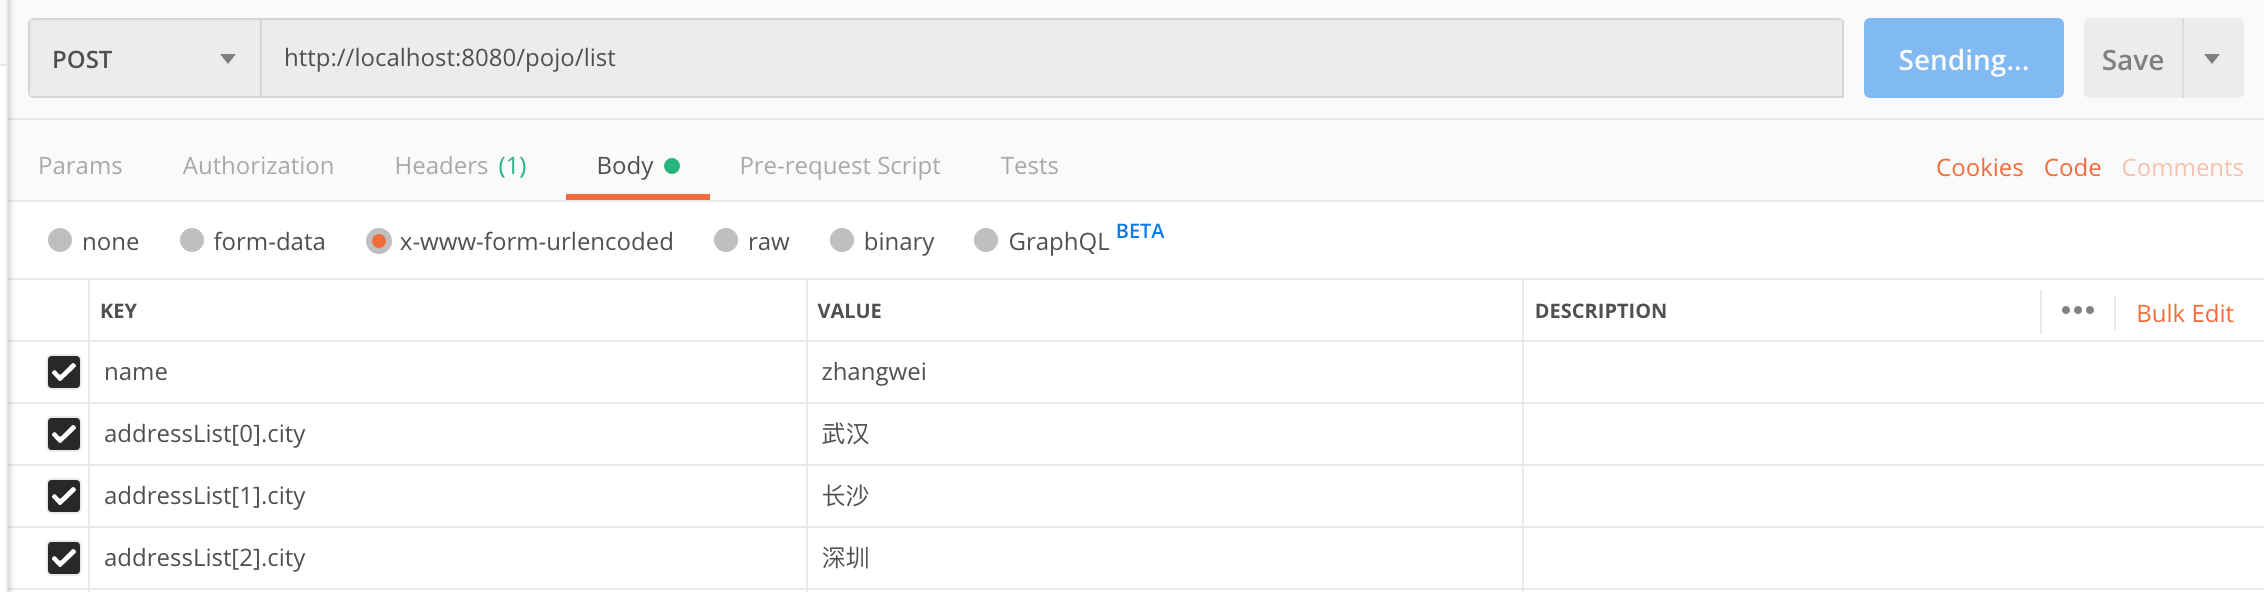 POST http://localhost:8080/pojo/list Sending... Save
Params Authorization Headers (1) Body Pre-request Script Tests Cookies Code Comments
none form-data x-www-form-urlencoded raw binary GraphQL BETA
KEY VALUE DESCRIPTION ••• Bulk Edit
name zhangwei
addressList[0].city 武汉
addressList[1].city 长沙
addressList[2].city 深圳